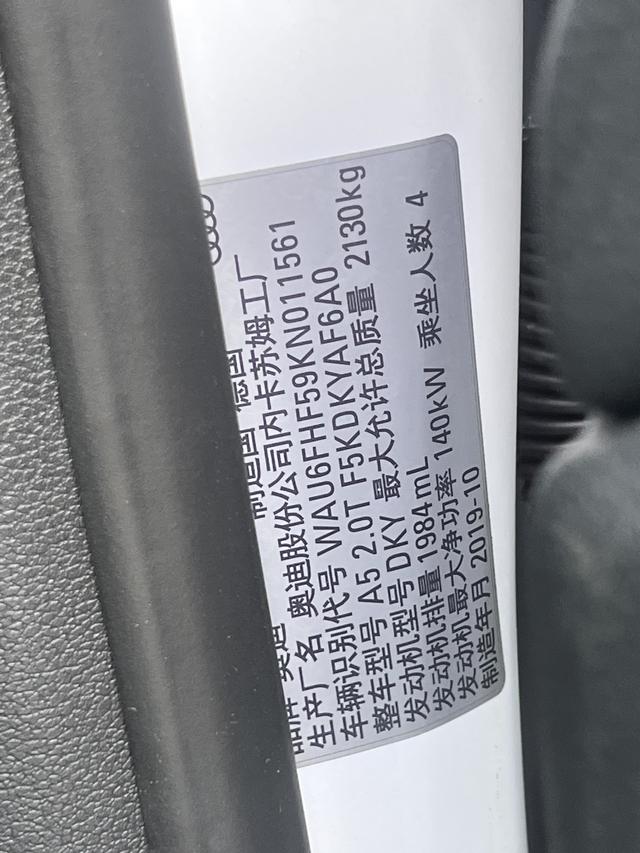 品牌 奥迪 制造国 德国
生产厂名 奥迪股份公司内卡苏姆工厂
车辆识别代号 WAU6FHF59KN011561
整车型号 A5 2.0T F5KDKYAF6A0
发动机型号 DKY 最大允许总质量 2130kg
发动机排量 1984mL
发动机最大净功率 140kW 乘坐人数 4
制造年月 2019-10